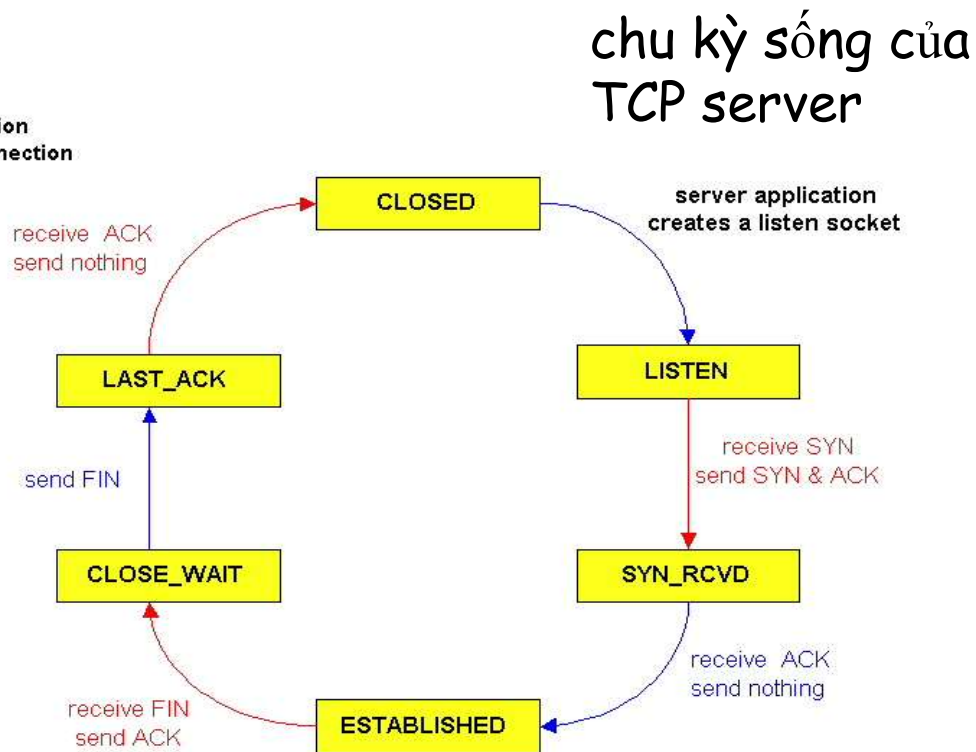 chu kỳ sống của
TCP server
nection
CLOSED
server application
creates a listen socket
receive ACK
send nothing
LAST_ACK
LISTEN
receive SYN
send SYN & ACK
send FIN
CLOSE_WAIT
SYN_RCVD
receive ACK
send nothing
receive FIN
send ACK
ESTABLISHED